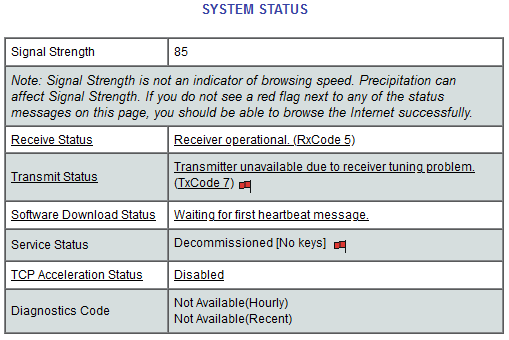 SYSTEM STATUS
Signal Strength
85
Note: Signal Strength is not an indicator of browsing speed. Precipitation can
affect Signal Strength. If you do not see a red flag next to any of the status
messages on this page, you should be able to browse the Internet successfully.
Receive Status
Receiver operational. (RxCode 5)
Transmit Status
Transmitter unavailable due to receiver tuning problem.
(TxCode 7)
Software Download Status
Waiting for first heartbeat message.
Service Status
Decommissioned [No keys]
TCP Acceleration Status
Disabled
Diagnostics Code
Not Available(Hourly)
Not Available(Recent)